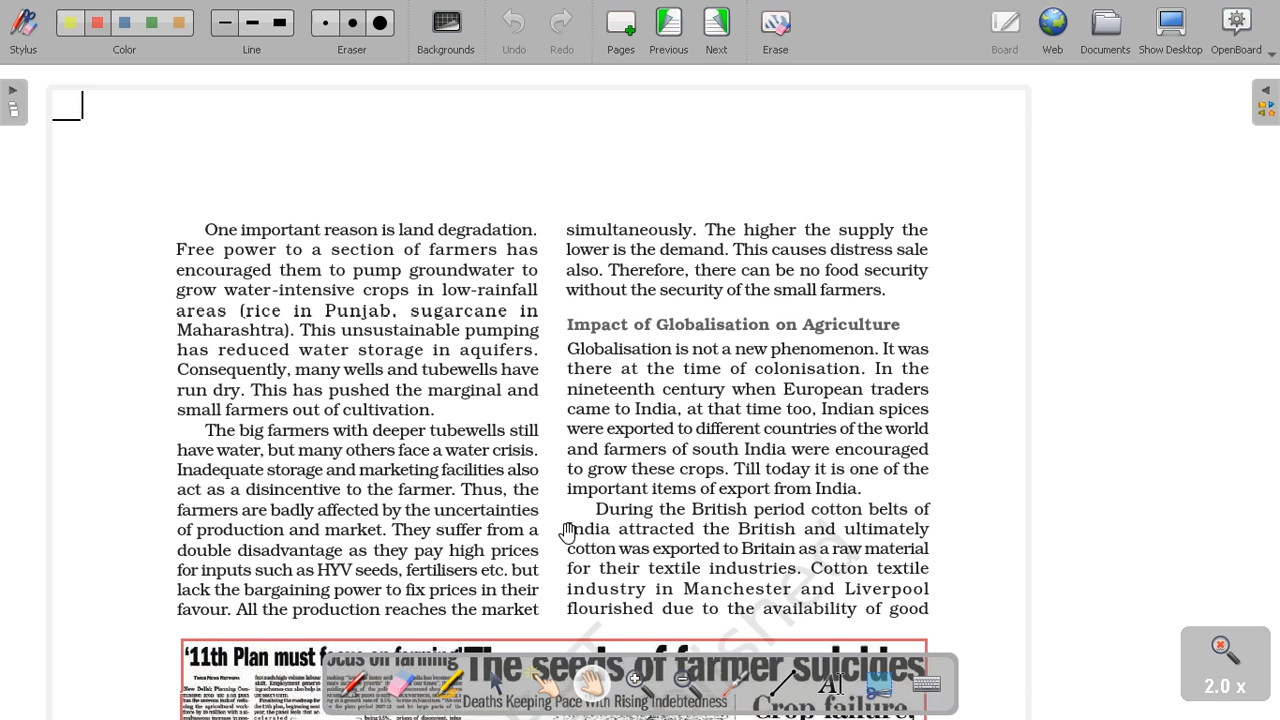 Stylus
Color
Line
Eraser
Backgrounds
Undo
Redo
Pages
Previous
Next
Erase
Board
Web
Documents
Show Desktop
OpenBoard
One important reason is land degradation.
Free power to a section of farmers has
encouraged them to pump groundwater to
grow water-intensive crops in low-rainfall
areas (rice in Punjab, sugarcane in
Maharashtra). This unsustainable pumping
has reduced water storage in aquifers.
Consequently, many wells and tubewells have
run dry. This has pushed the marginal and
small farmers out of cultivation.
The big farmers with deeper tubewells still
have water, but many others face a water crisis.
Inadequate storage and marketing facilities also
act as a disincentive to the farmer. Thus, the
farmers are badly affected by the uncertainties
of production and market. They suffer from a
double disadvantage as they pay high prices
for inputs such as HYV seeds, fertilisers etc. but
lack the bargaining power to fix prices in their
favour. All the production reaches the market
simultaneously. The higher the supply the
lower is the demand. This causes distress sale
also. Therefore, there can be no food security
without the security of the small farmers.
Impact of Globalisation on Agriculture
Globalisation is not a new phenomenon. It was
there at the time of colonisation. In the
nineteenth century when European traders
came to India, at that time too, Indian spices
were exported to different countries of the world
and farmers of south India were encouraged
to grow these crops. Till today it is one of the
important items of export from India.
During the British period cotton belts of
India attracted the British and ultimately
cotton was exported to Britain as a raw material
for their textile industries. Cotton textile
industry in Manchester and Liverpool
flourished due to the availability of good
'11th Plan must focus on farming'
The seeds of farmer suicides
Deaths Keeping Pace With Rising Indebtedness
Crop failure,
2.0 x